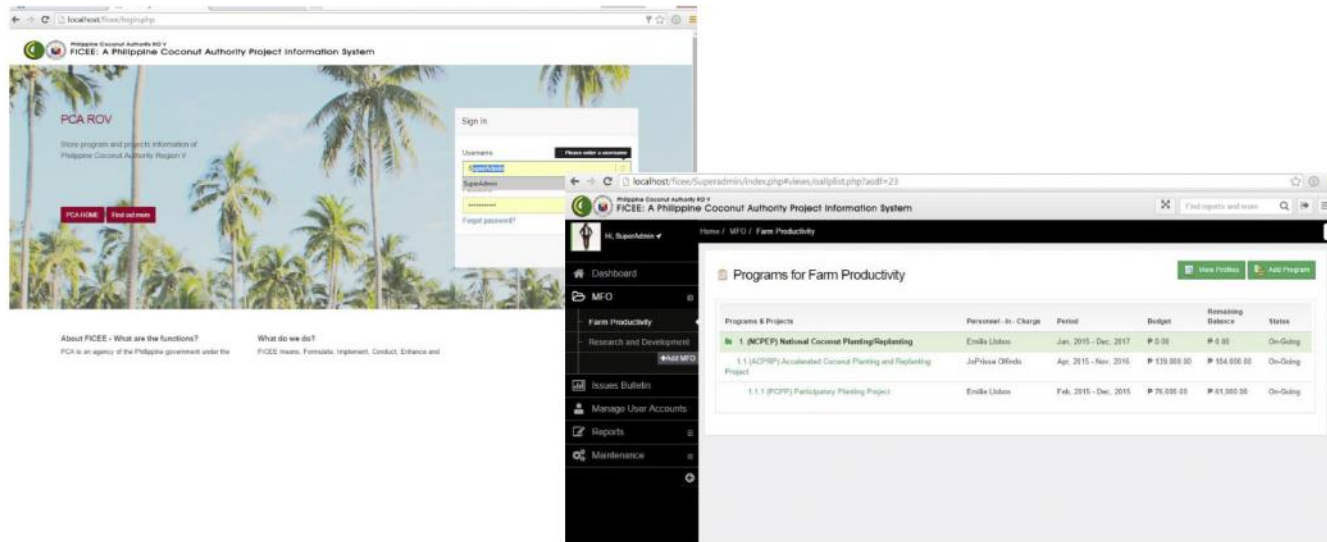 localhost/ficee/login.php
Philippine Coconut Authority RO V
FICEE: A Philippine Coconut Authority Project Information System
PCA ROV
Store program and projects information of
Philippine Coconut Authority Region V
PCA HOME
Find out more
Sign in
Username
Please enter a username
SuperAdmin
SuperAdmin
Forgot password?
About FICEE - What are the functions?
PCA is an agency of the Philippine government under the
What do we do?
FICEE means, Formulate, Implement, Conduct, Enhance and
localhost/ficee/Superadmin/index.php#views/oallplist.php?asdf=23
Philippine Coconut Authority RO V
FICEE: A Philippine Coconut Authority Project Information System
Find reports and more
Hi, SuperAdmin
Home / MFO / Farm Productivity
Dashboard
MFO
Farm Productivity
Research and Development
+Add MFO
Issues Bulletin
Manage User Accounts
Reports
Maintenance
Programs for Farm Productivity
View Profiles
Add Program
Programs & Projects Personnel - In - Charge Period Budget Remaining Balance Status
1. (NCPEP) National Coconut Planting/Replanting Emilie Jan, 2015 - Dec, 2017 ₱ 0.00 ₱ 0.00 On-Going
1.1 (ACPRP) Accelerated Coconut Planting and Replanting Project Apr, 2015 - Nov, 2016 On-Going
1.1.1 (PCPP) Participatory Planting Project Emilie Feb, 2015 - Dec, 2015 ₱ 76,000.00 ₱ 61,000.00 On-Going